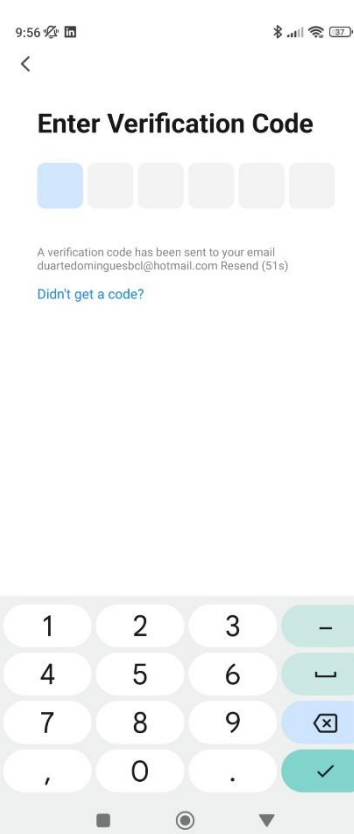 9:56
37
Enter Verification Code
A verification code has been sent to your email
duartedominguesbcl@hotmail.com Resend (51s)
Didn't get a code?
1 2 3 -
4 5 6
7 8 9
, 0 .